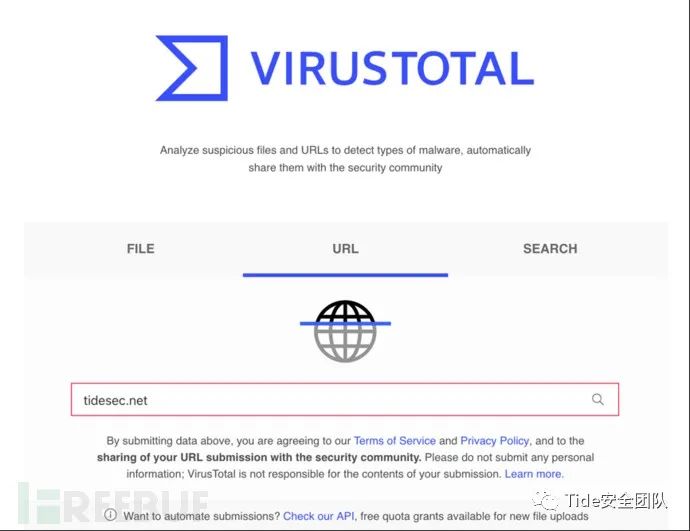 VIRUSTOTAL
Analyze suspicious files and URLs to detect types of malware, automatically
share them with the security community
FILE URL SEARCH
tidesec.net
By submitting data above, you are agreeing to our Terms of Service and Privacy Policy, and to the
sharing of your URL submission with the security community. Please do not submit any personal
information; VirusTotal is not responsible for the contents of your submission. Learn more.
FREEBUF
Tide安全团队
Want to automate submissions? Check our API, free quota grants available for new file uploads